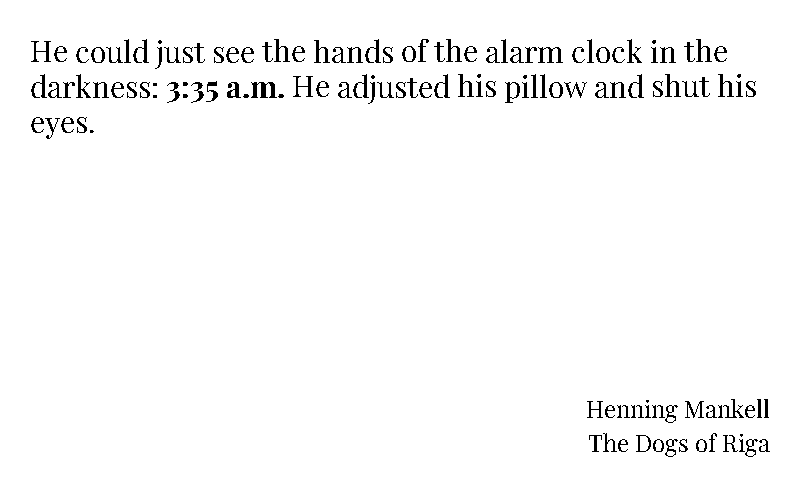 He could just see the hands of the alarm clock in the
darkness: 3:35 a.m. He adjusted his pillow and shut his
eyes.
Henning Mankell
The Dogs of Riga